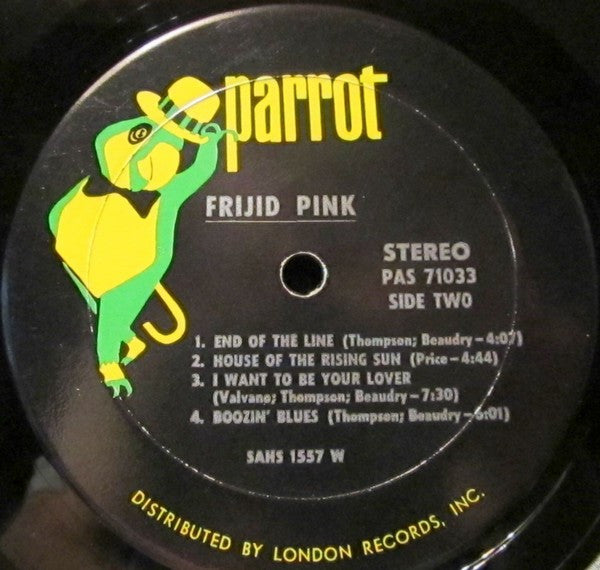 parrot
FRIJID PINK
STEREO
PAS 71033
SIDE TWO
1. END OF THE LINE (Thompson; Beaudry—4:07)
2. HOUSE OF THE RISING SUN (Price—4:44)
3. I WANT TO BE YOUR LOVER
(Valvano; Thompson; Beaudry—7:30)
4. BOOZIN' BLUES (Thompson; Beaudry—6:01)
SAHS 1557 W
DISTRIBUTED BY LONDON RECORDS, INC.